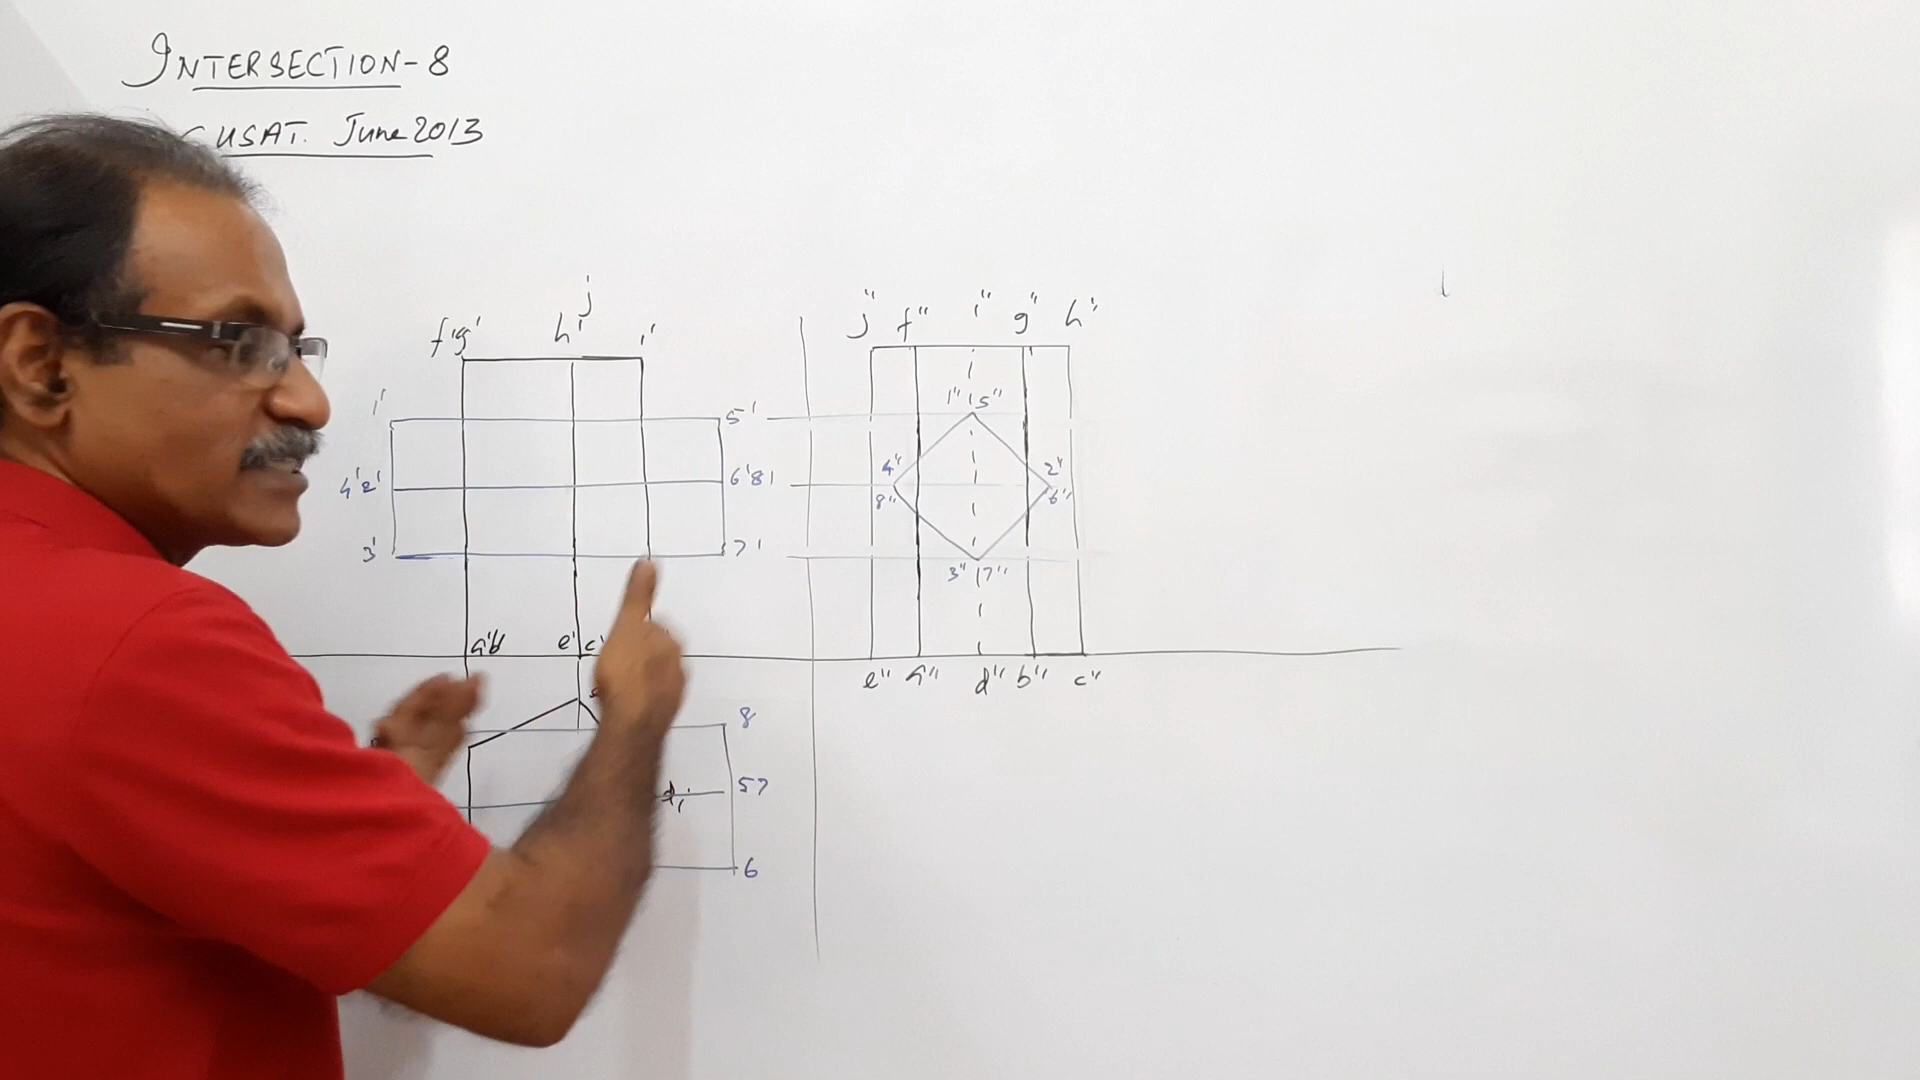 INTERSECTION-8
CUSAT. June 2013
j'
f'g' h' i'
j" f" i" g" h"
1' 5' 1" 5"
4'2' 6'8' 4" 2"
8" 6"
3' 7' 3" 7"
a'b' e' c'
e" a" d" b" c"
8
d i 57
6